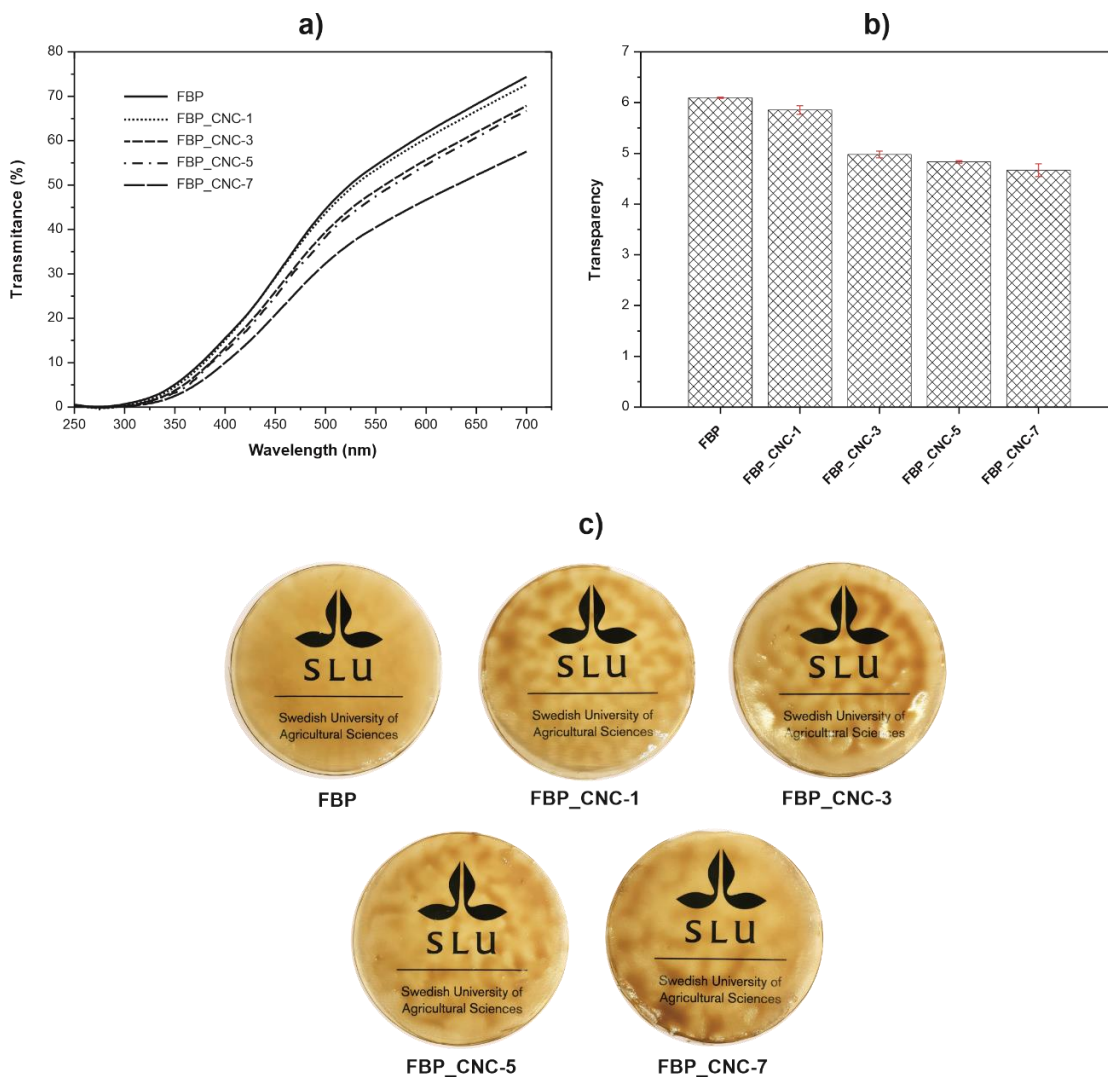 a)
80
70
60
50
40
30
20
10
0
Transmitance (%)
FBP
FBP_CNC-1
FBP_CNC-3
FBP_CNC-5
FBP_CNC-7
250 300 350 400 450 500 550 600 650 700
Wavelength (nm)
b)
7
6
5
4
3
2
1
0
Transparency
FBP
FBP_CNC-1
FBP_CNC-3
FBP_CNC-5
FBP_CNC-7
c)
SLU
Swedish University of
Agricultural Sciences
FBP
SLU
Swedish University of
Agricultural Sciences
FBP_CNC-1
SLU
Swedish University of
Agricultural Sciences
FBP_CNC-3
SLU
Swedish University of
Agricultural Sciences
FBP_CNC-5
SLU
Swedish University of
Agricultural Sciences
FBP_CNC-7